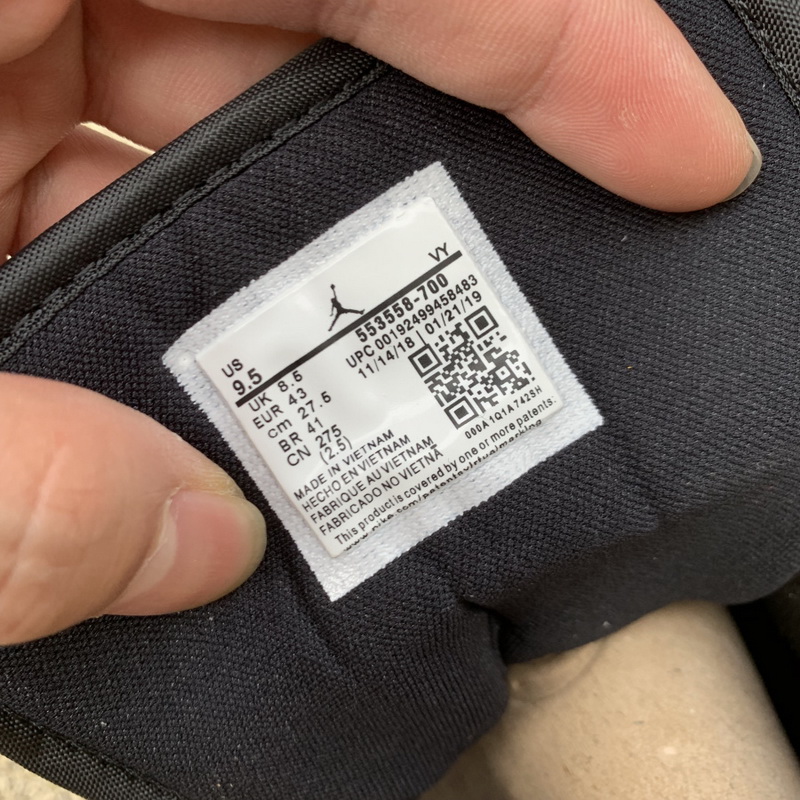 VY
553558-700
UPC 00192499458483
11/14/18 | 01/21/19
US
9.5
UK 8.5
EUR 43
cm 27.5
BR 41
CN 275
(2.5)
000A1Q1A742SH
MADE IN VIETNAM
HECHO EN VIETNAM
FABRIQUE AU VIETNAM
FABRICADO NO VIETNÃ
This product is covered by one or more patents.